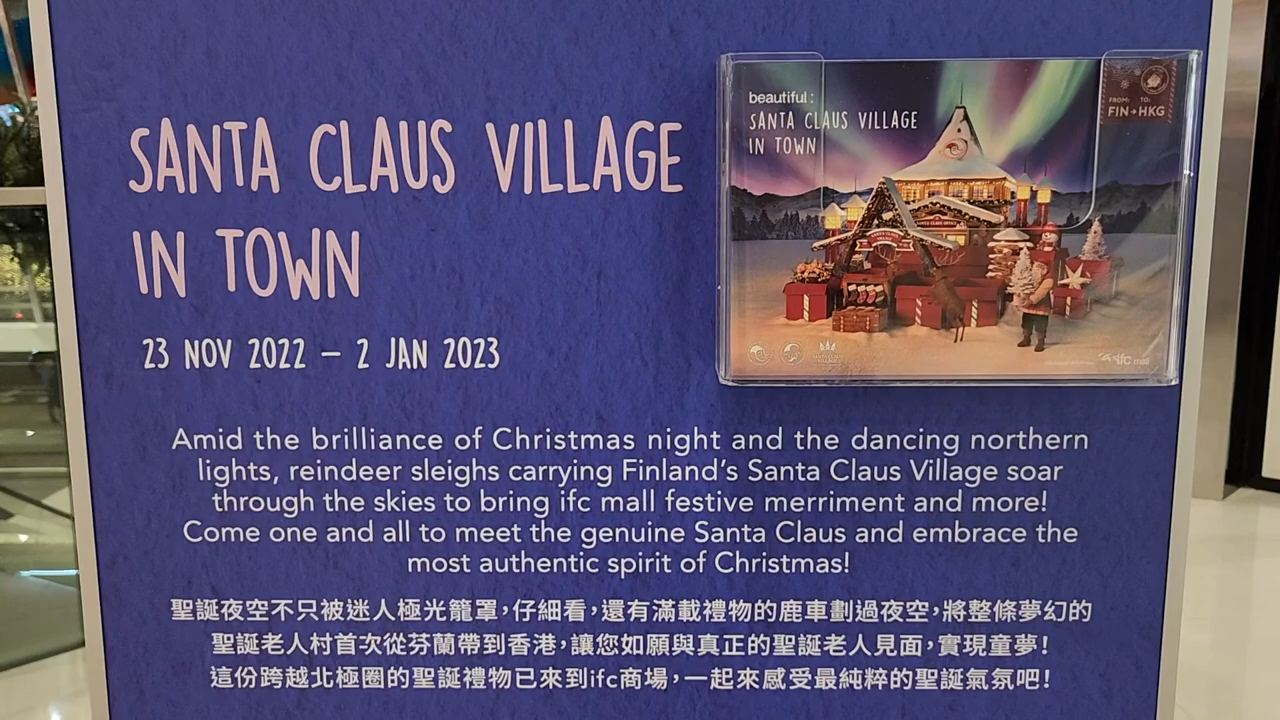 SANTA CLAUS VILLAGE
IN TOWN
23 NOV 2022 – 2 JAN 2023
beautiful:
SANTA CLAUS VILLAGE
IN TOWN
FROM: TO:
FIN→HKG
SANTA CLAUS OFFICE
SANTA CLAUS
VILLAGE
ifc mall
Amid the brilliance of Christmas night and the dancing northern
lights, reindeer sleighs carrying Finland's Santa Claus Village soar
through the skies to bring ifc mall festive merriment and more!
Come one and all to meet the genuine Santa Claus and embrace the
most authentic spirit of Christmas!
聖誕夜空不只被迷人極光籠罩，仔細看，還有滿載禮物的鹿車劃過夜空，將整條夢幻的
聖誕老人村首次從芬蘭帶到香港，讓您如願與真正的聖誕老人見面，實現童夢！
這份跨越北極圈的聖誕禮物已來到ifc商場，一起來感受最純粹的聖誕氣氛吧！